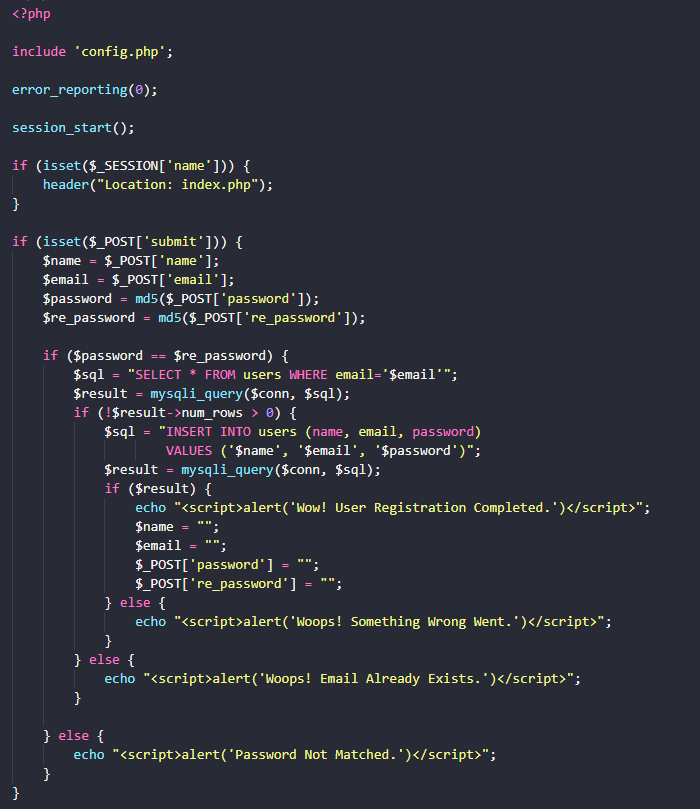 <?php
include 'config.php';
error_reporting(0);
session_start();
if (isset($_SESSION['name'])) {
header("Location: index.php");
}
if (isset($_POST['submit'])) {
$name = $_POST['name'];
$email = $_POST['email'];
$password = md5($_POST['password']);
$re_password = md5($_POST['re_password']);
if ($password == $re_password) {
$sql = "SELECT * FROM users WHERE email='$email'";
$result = mysqli_query($conn, $sql);
if (!$result->num_rows > 0) {
$sql = "INSERT INTO users (name, email, password)
VALUES ('$name', '$email', '$password')";
$result = mysqli_query($conn, $sql);
if ($result) {
echo "<script>alert('Wow! User Registration Completed.')</script>";
$name = "";
$email = "";
$_POST['password'] = "";
$_POST['re_password'] = "";
} else {
echo "<script>alert('Woops! Something Wrong Went.')</script>";
}
} else {
echo "<script>alert('Woops! Email Already Exists.')</script>";
}
} else {
echo "<script>alert('Password Not Matched.')</script>";
}
}